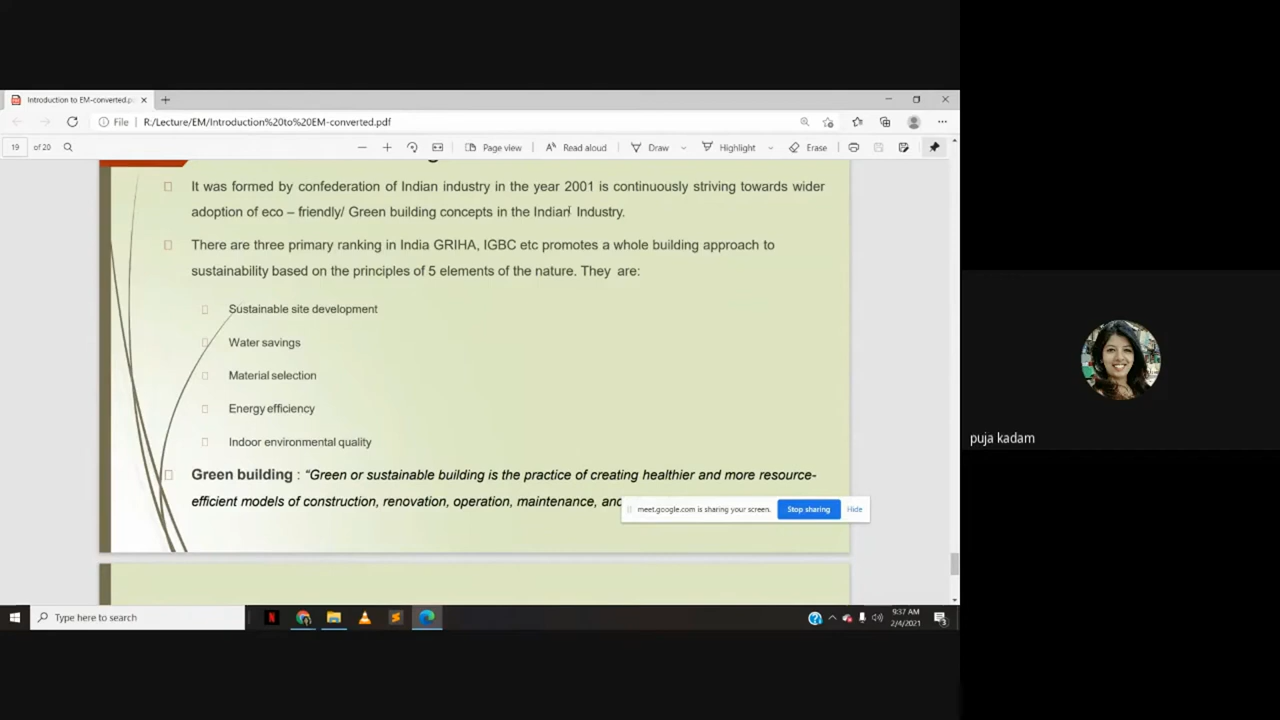 Introduction to EM-converted.p
File R:/Lecture/EM/Introduction%20to%20EM-converted.pdf
19 of 20 Page view Read aloud Draw Highlight Erase
It was formed by confederation of Indian industry in the year 2001 is continuously striving towards wider
adoption of eco – friendly/ Green building concepts in the Indian Industry.
There are three primary ranking in India GRIHA, IGBC etc promotes a whole building approach to
sustainability based on the principles of 5 elements of the nature. They are:
Sustainable site development
Water savings
Material selection
Energy efficiency
Indoor environmental quality
puja kadam
Green building : “Green or sustainable building is the practice of creating healthier and more resource-
efficient models of construction, renovation, operation, maintenance, and
meet.google.com is sharing your screen. Stop sharing Hide
Type here to search
9:37 AM
2/4/2021